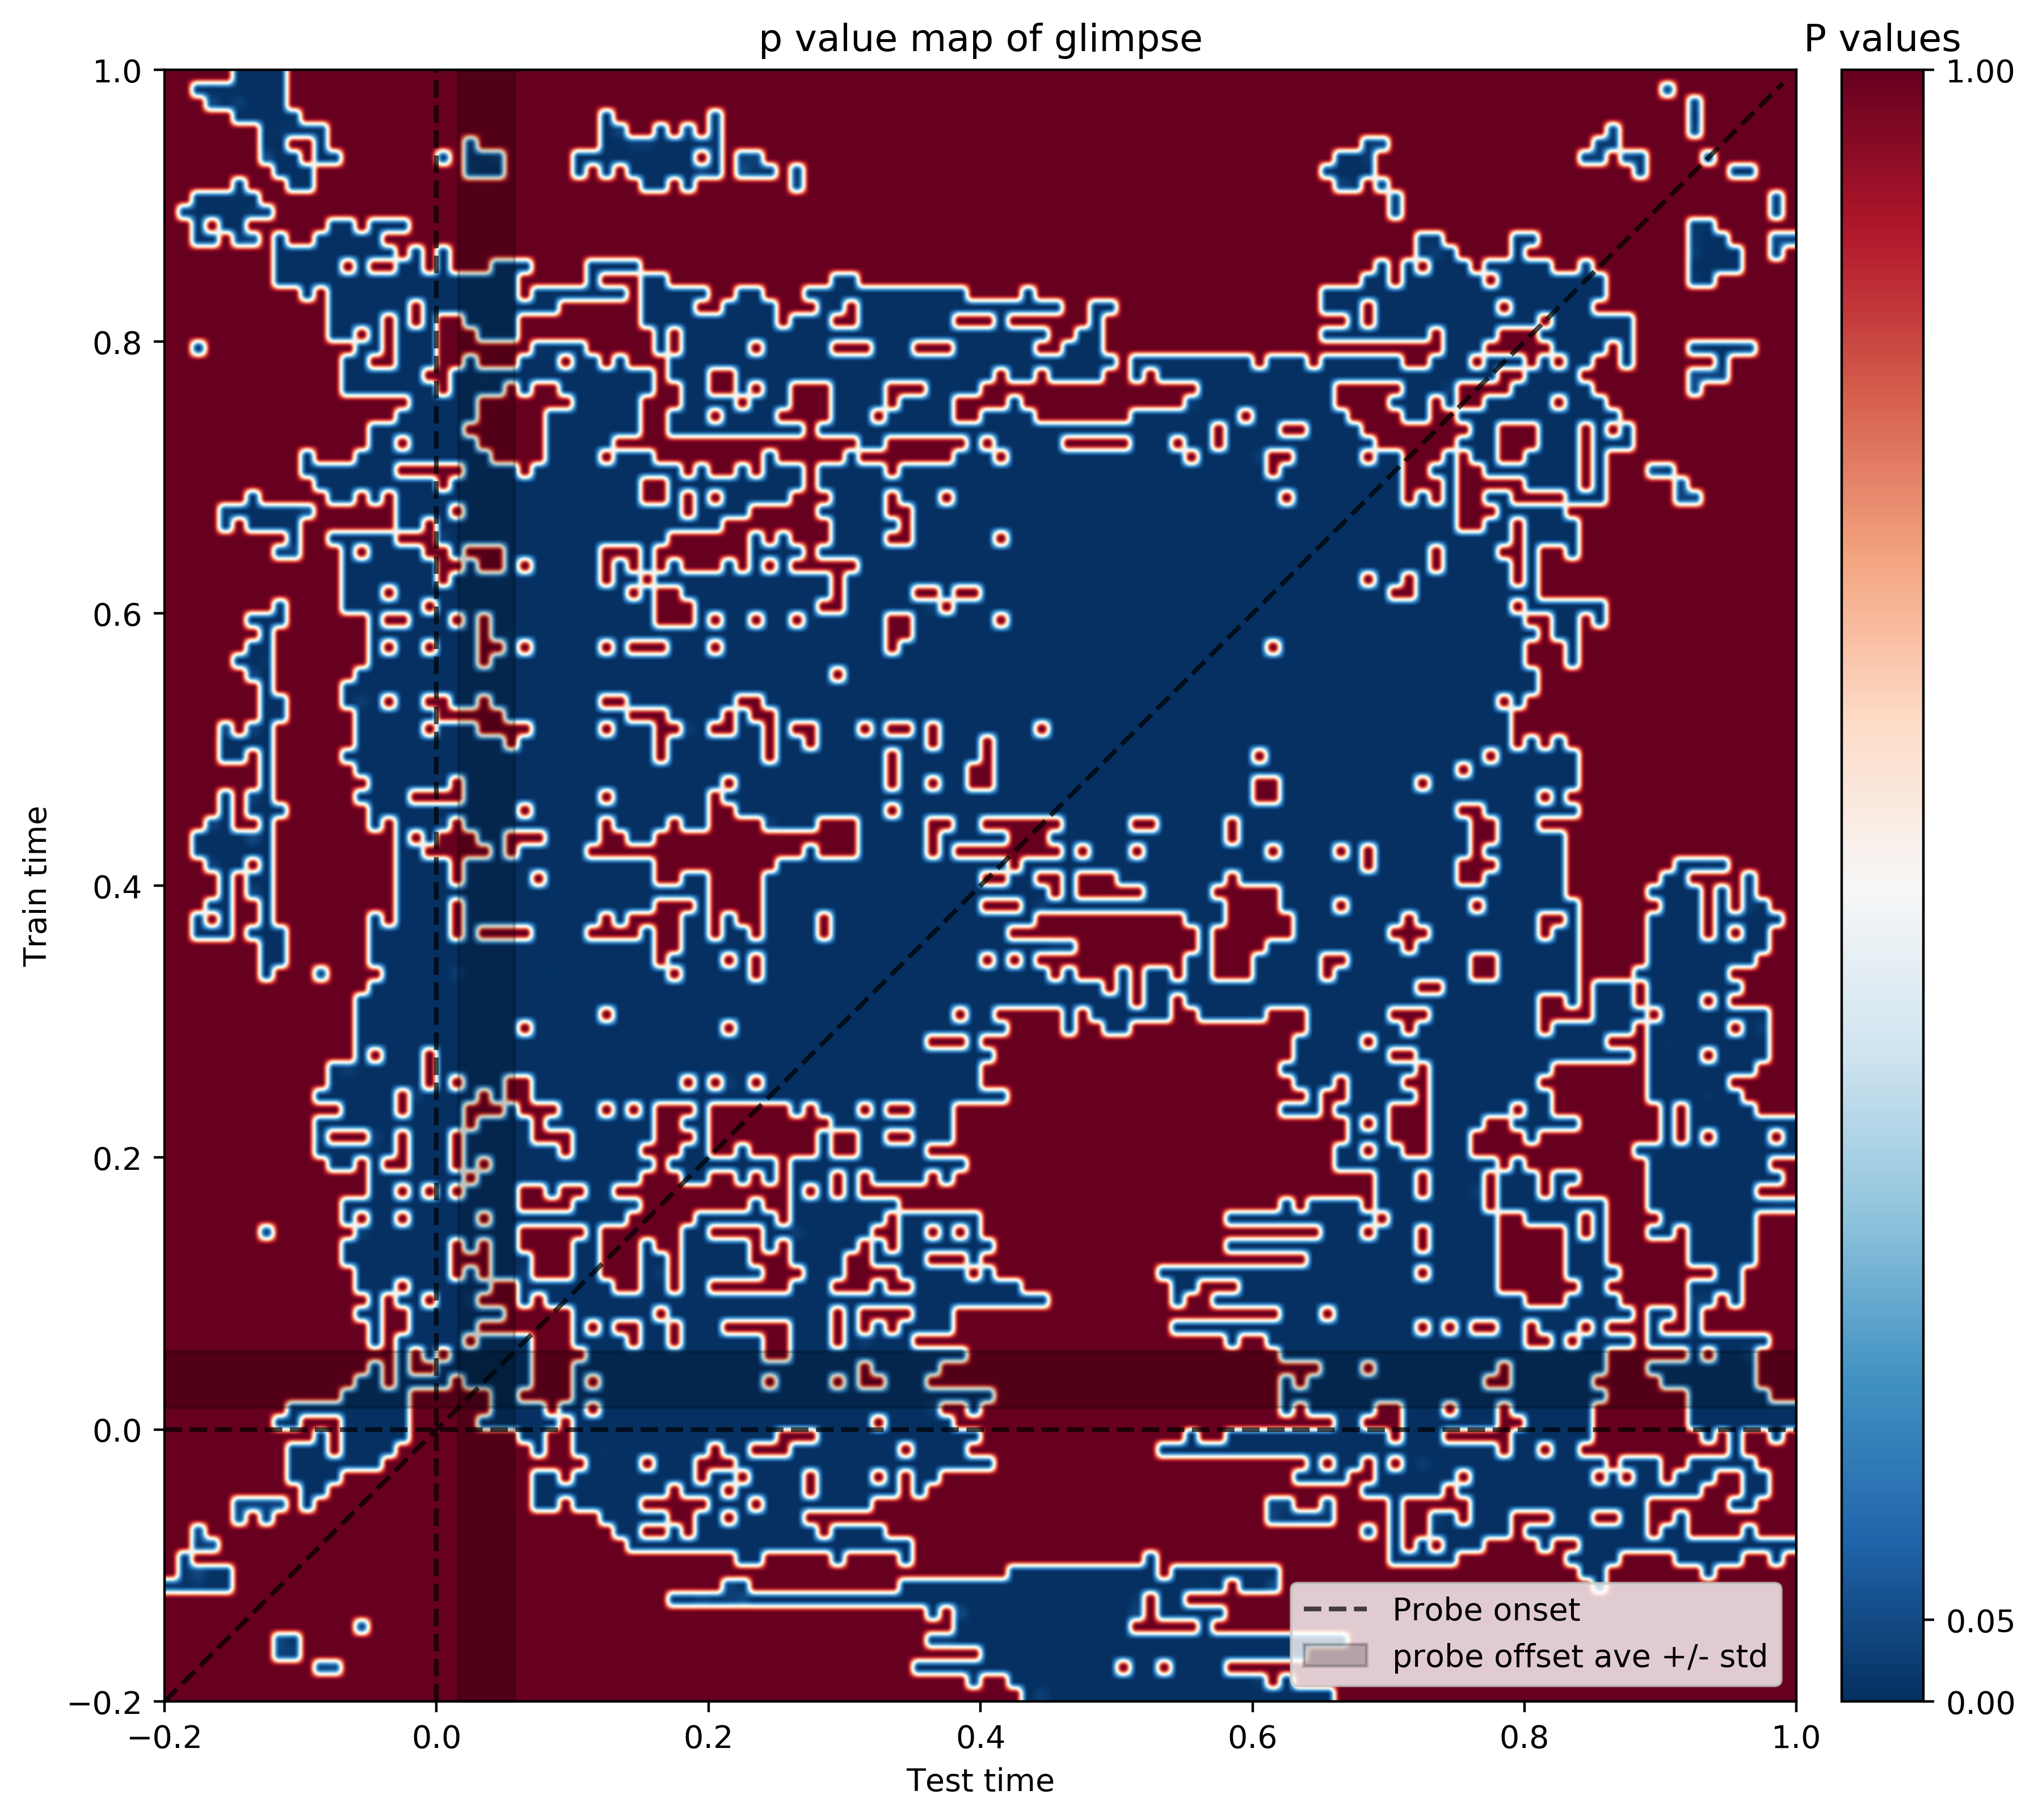 p value map of glimpse
P values
1.0
0.8
0.6
0.4
0.2
0.0
−0.2
Train time
−0.2
0.0
0.2
0.4
0.6
0.8
1.0
Test time
Probe onset
probe offset ave +/- std
1.00
0.05
0.00